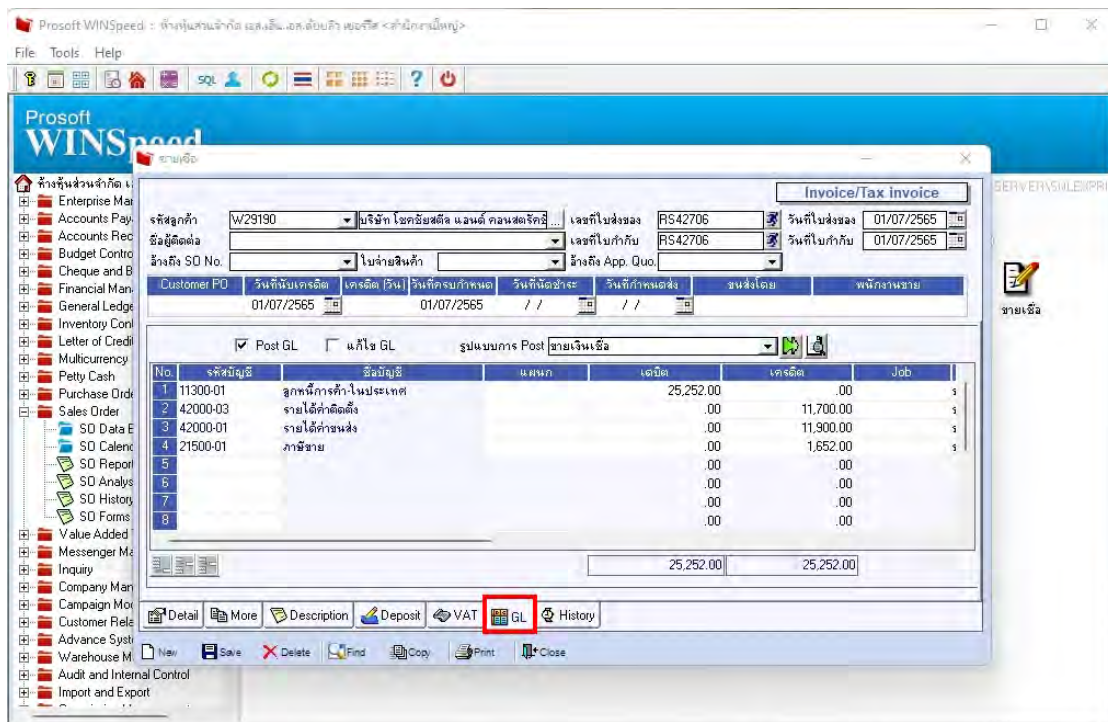 Prosoft WINSpeed :: ห้างหุ้นส่วนจำกัด เอส.เอ็น.เอส.ดับบลิว เซอร์วิส <สำนักงานใหญ่>
File Tools Help
SQL
Prosoft
WINSpeed
ขายเชื่อ
Invoice/Tax invoice
รหัสลูกค้า W29190 บริษัท โชคชัยสตีล แอนด์ คอนสตรัคชั่ ... เลขที่ใบส่งของ RS42706 วันที่ใบส่งของ 01/07/2565
ชื่อผู้ติดต่อ เลขที่ใบกำกับ RS42706 วันที่ใบกำกับ 01/07/2565
อ้างถึง SO No. ใบจ่ายสินค้า อ้างถึง App. Quo.
Customer PO วันที่นับเครดิต เครดิต (วัน) วันที่ครบกำหนด วันที่นัดชำระ วันที่กำหนดส่ง ขนส่งโดย พนักงานขาย
01/07/2565 01/07/2565 / / / /
Post GL แก้ไข GL รูปแบบการ Post ขายเงินเชื่อ
No. รหัสบัญชี ชื่อบัญชี แผนก เดบิต เครดิต Job
1 11300-01 ลูกหนี้การค้า-ในประเทศ 25,252.00 .00
2 42000-03 รายได้ค่าติดตั้ง .00 11,700.00
3 42000-01 รายได้ค่าขนส่ง .00 11,900.00
4 21500-01 ภาษีขาย .00 1,652.00
5 .00 .00
6 .00 .00
7 .00 .00
8 .00 .00
25,252.00 25,252.00
Detail More Description Deposit VAT GL History
New Save Delete Find Copy Print Close
ห้างหุ้นส่วนจำกัด เ
Enterprise Mar
Accounts Pay
Accounts Rec
Budget Contro
Cheque and B
Financial Man
General Ledge
Inventory Cont
Letter of Credi
Multicurrency
Petty Cash
Purchase Orde
Sales Order
SO Data E
SO Calend
SO Report
SO Analys
SO History
SO Forms
Value Added
Messenger Ma
Inquiry
Company Man
Campaign Mo
Customer Rela
Advance Syst
Warehouse M
Audit and Internal Control
Import and Export
ขายเชื่อ